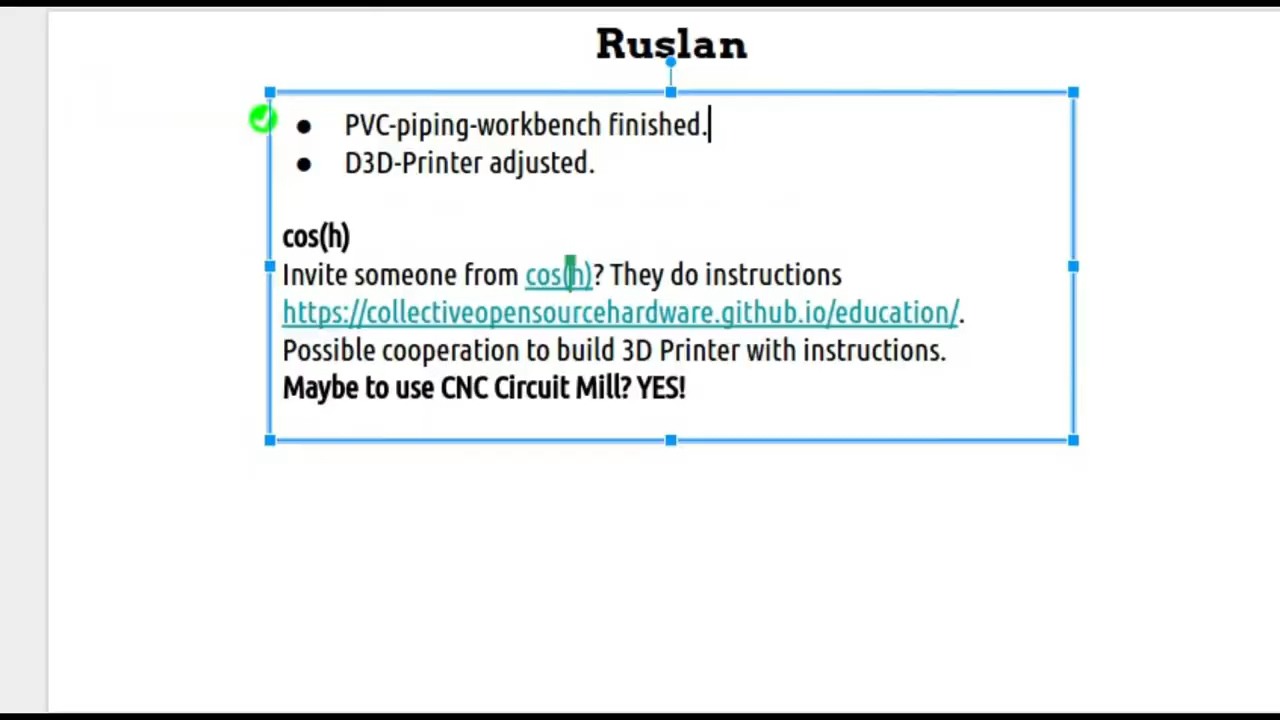 Ruslan
● PVC-piping-workbench finished.
● D3D-Printer adjusted.
cos(h)
Invite someone from cos(h)? They do instructions
https://collectiveopensourcehardware.github.io/education/.
Possible cooperation to build 3D Printer with instructions.
Maybe to use CNC Circuit Mill? YES!